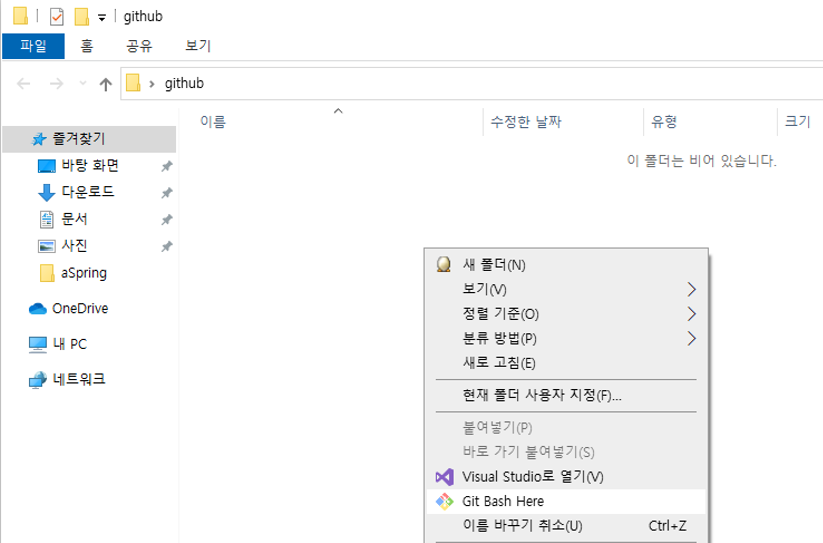 github
파일 홈 공유 보기
github
이름 수정한 날짜 유형 크기
이 폴더는 비어 있습니다.
즐겨찾기
바탕 화면
다운로드
문서
사진
aSpring
OneDrive
내 PC
네트워크
새 폴더(N)
보기(V)
정렬 기준(O)
분류 방법(P)
새로 고침(E)
현재 폴더 사용자 지정(F)...
붙여넣기(P)
바로 가기 붙여넣기(S)
Visual Studio로 열기(V)
Git Bash Here
이름 바꾸기 취소(U) Ctrl+Z